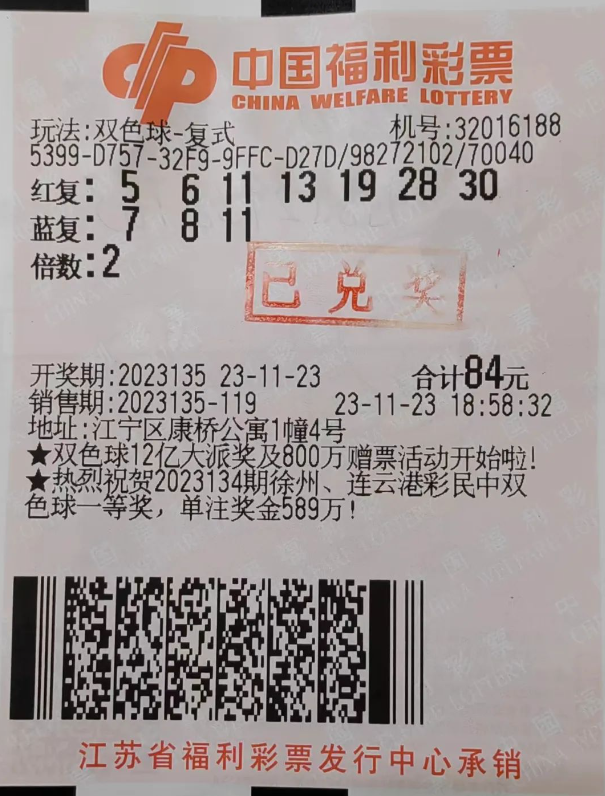 中国福利彩票
CHINA WELFARE LOTTERY
玩法:双色球-复式 机号:32016188
5399-D757-32F9-9FFC-D27D/98272102/70040
红复: 5 6 11 13 19 28 30
蓝复: 7 8 11
倍数:2
已兑奖
开奖期:2023135 23-11-23 合计84元
销售期:2023135-119 23-11-23 18:58:32
地址:江宁区康桥公寓1幢4号
★双色球12亿大派奖及800万赠票活动开始啦!
★热烈祝贺2023134期徐州、连云港彩民中双
色球一等奖，单注奖金589万!
江苏省福利彩票发行中心承销